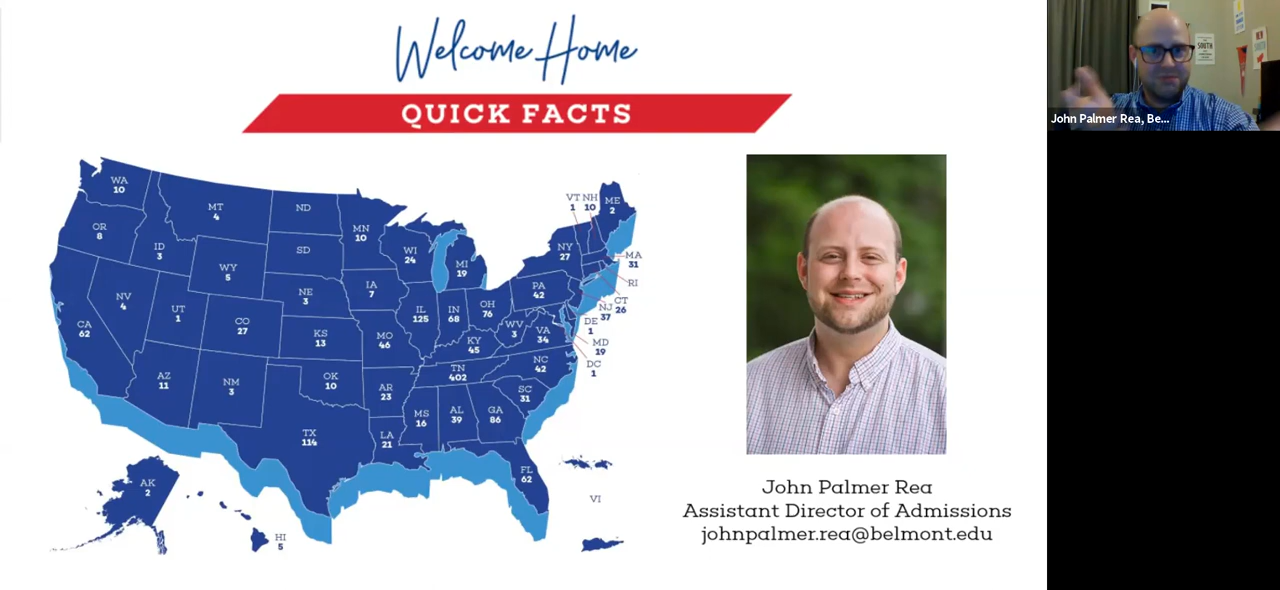 Welcome Home
QUICK FACTS
WA
10
OR
8
CA
62
NV
4
ID
3
MT
4
WY
5
UT
1
CO
27
AZ
11
NM
3
ND
SD
NE
3
KS
13
OK
10
TX
114
MN
10
IA
7
MO
46
AR
23
LA
21
WI
24
IL
125
MI
19
IN
68
OH
76
KY
45
TN
402
MS
16
AL
39
GA
86
FL
62
SC
31
NC
42
VA
34
WV
3
PA
42
NY
27
VT
1
NH
10
ME
2
MA
31
RI
CT
26
NJ
37
DE
1
MD
19
DC
1
AK
2
HI
5
VI
John Palmer Rea
Assistant Director of Admissions
johnpalmer.rea@belmont.edu
John Palmer Rea, Be...
SOUTH